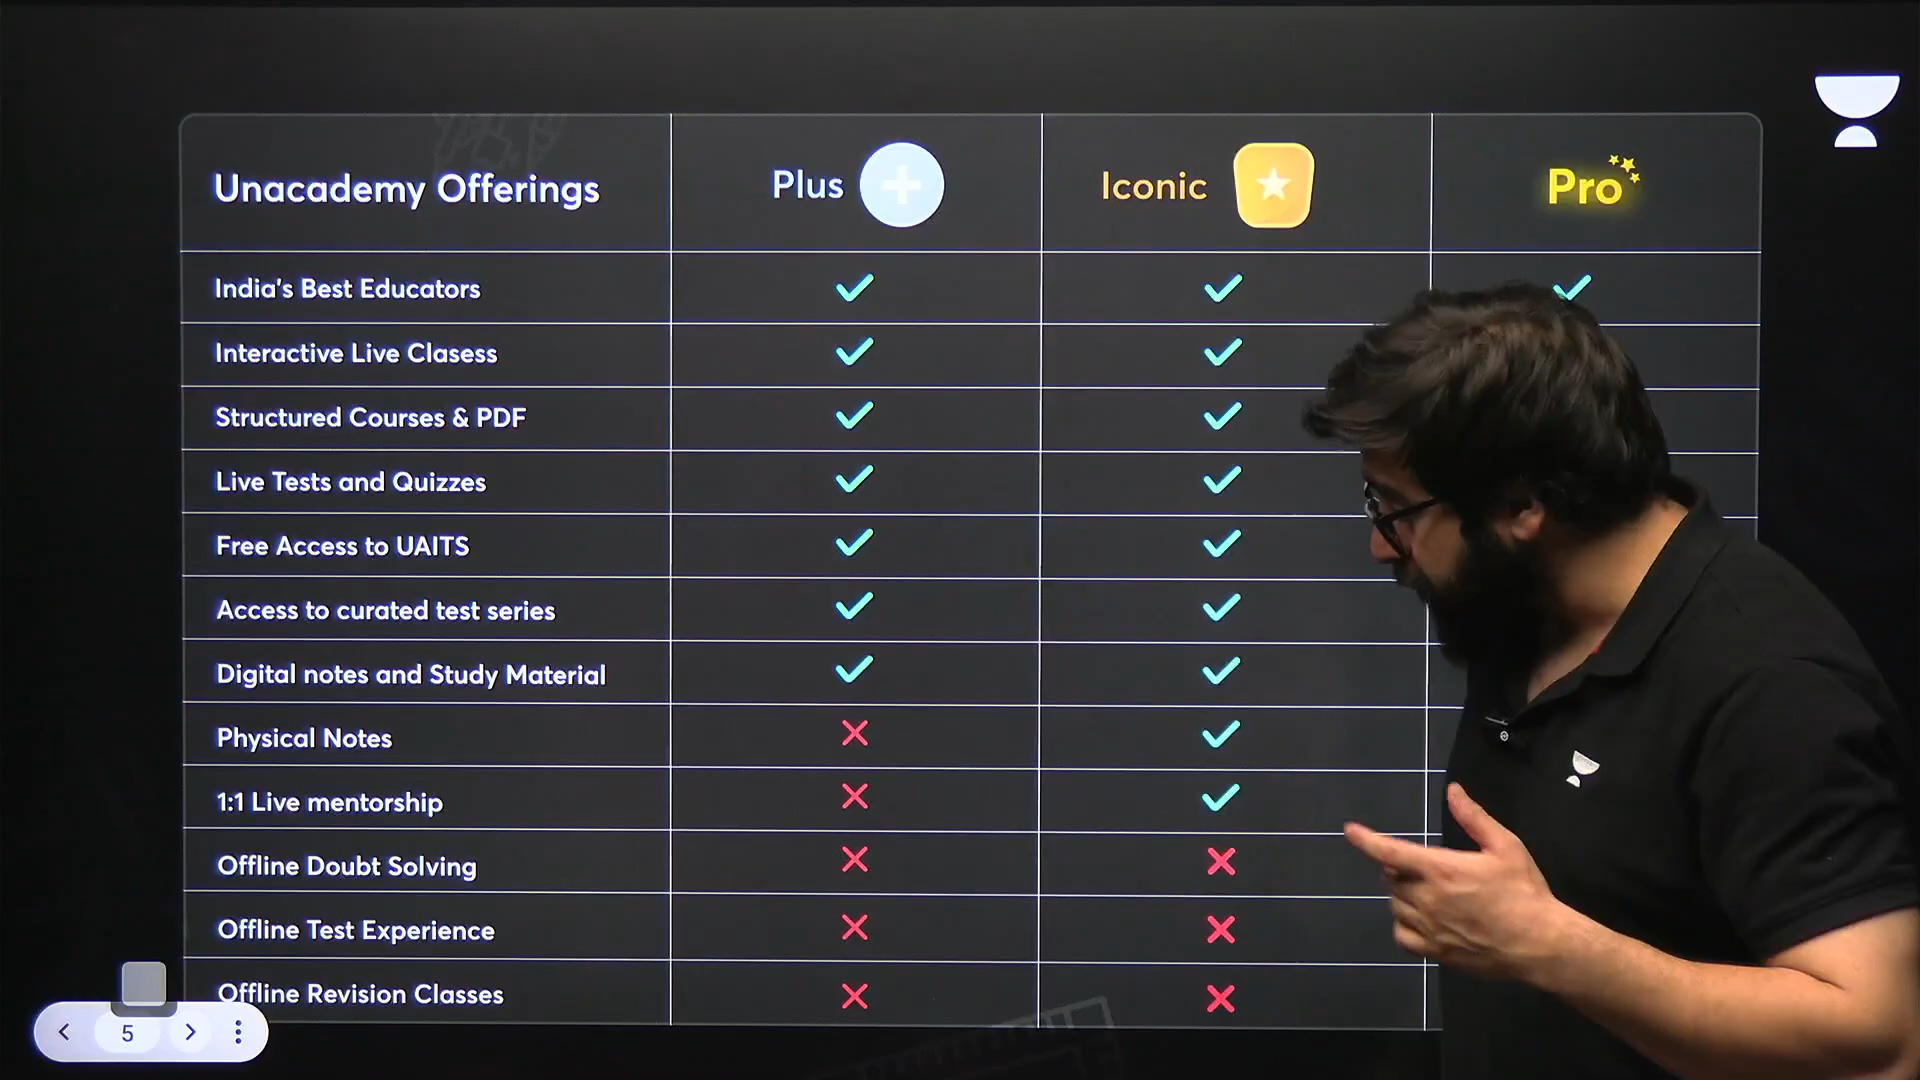 Unacademy Offerings Plus Iconic Pro
India's Best Educators
Interactive Live Clasess
Structured Courses & PDF
Live Tests and Quizzes
Free Access to UAITS
Access to curated test series
Digital notes and Study Material
Physical Notes
1:1 Live mentorship
Offline Doubt Solving
Offline Test Experience
Offline Revision Classes
5